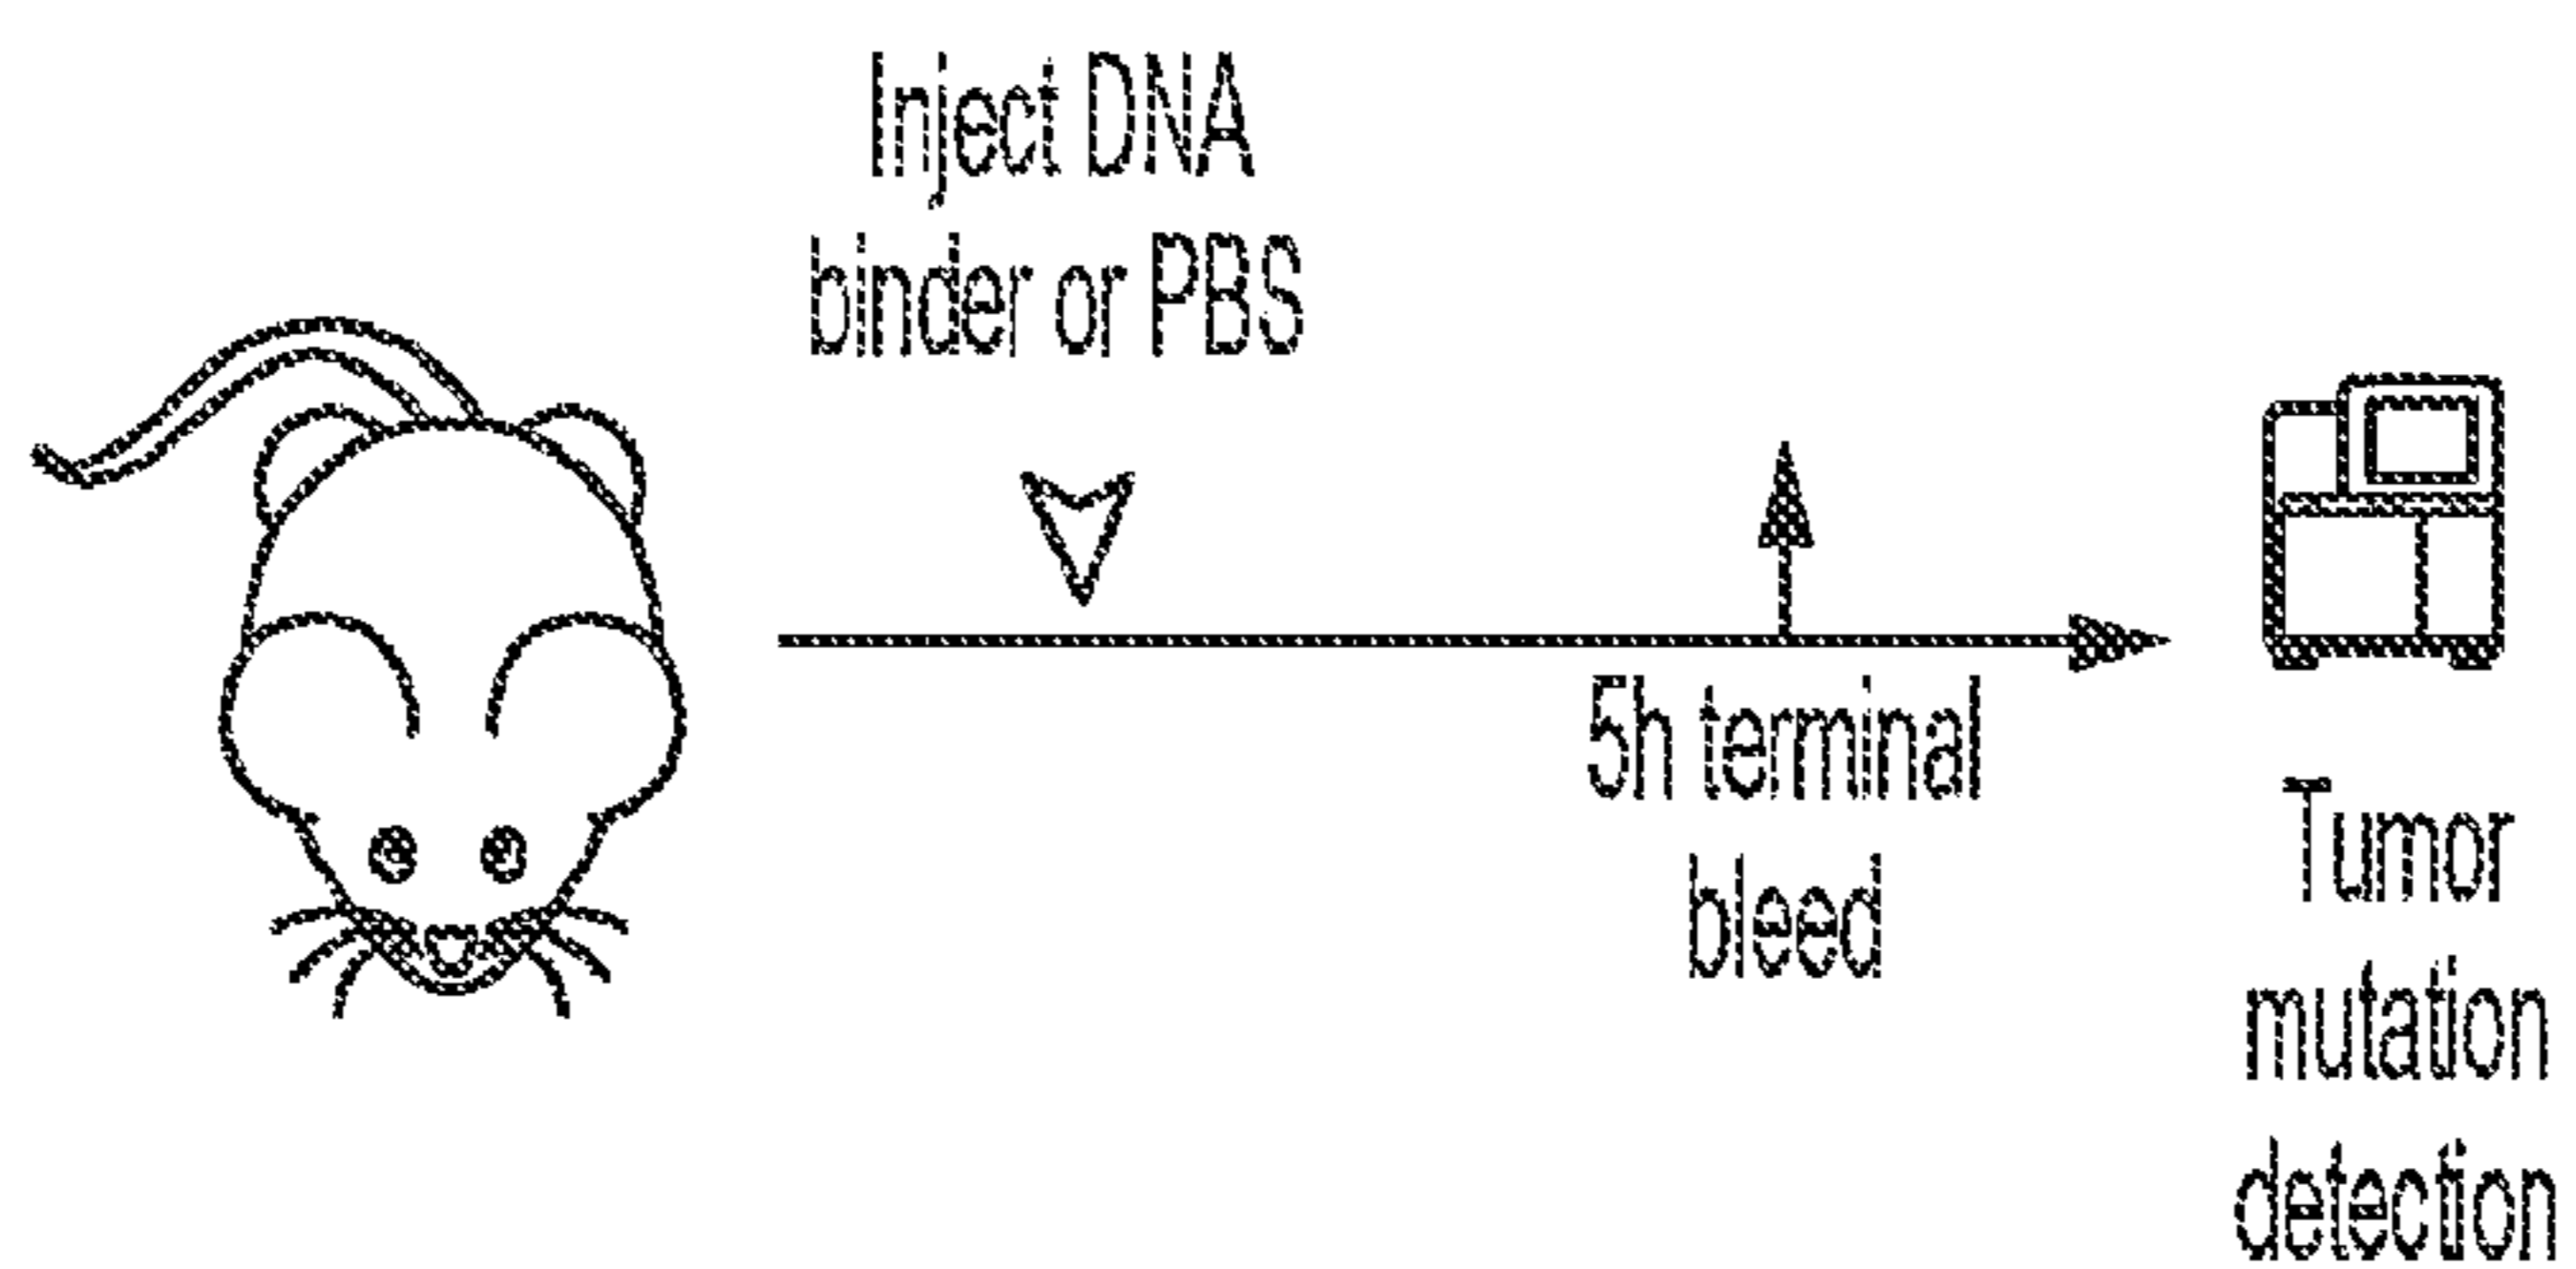 Inject DNA
binder or PBS
5h terminal
bleed
Tumor
mutation
detection